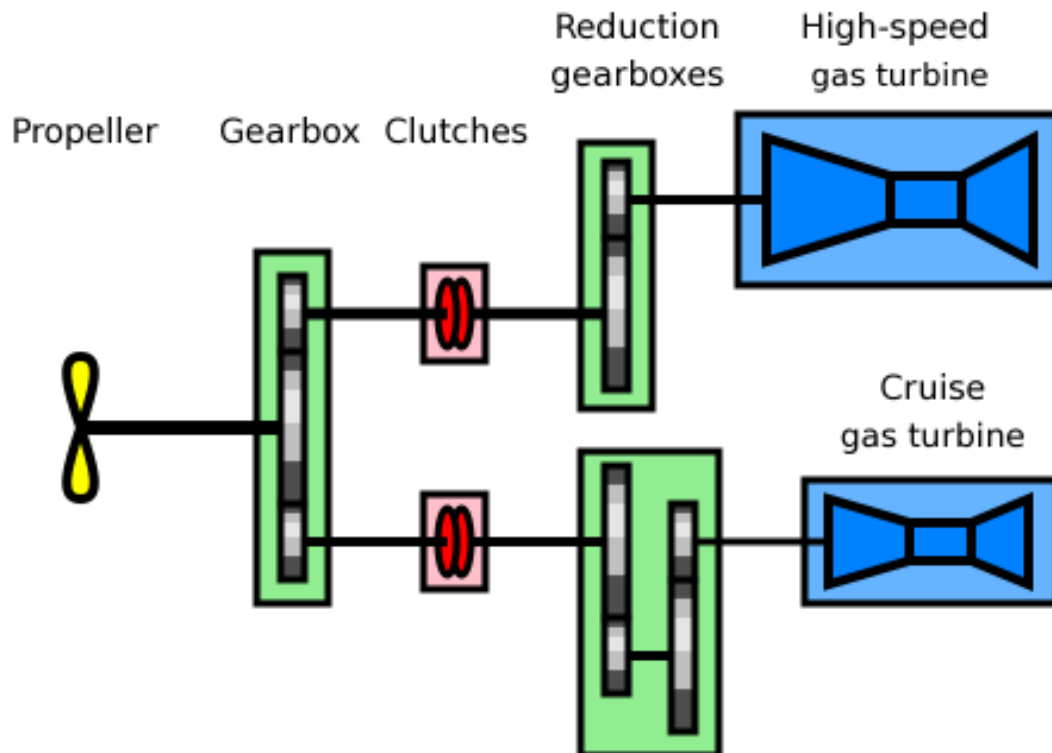 Reduction
gearboxes
High-speed
gas turbine
Propeller
Gearbox
Clutches
Cruise
gas turbine